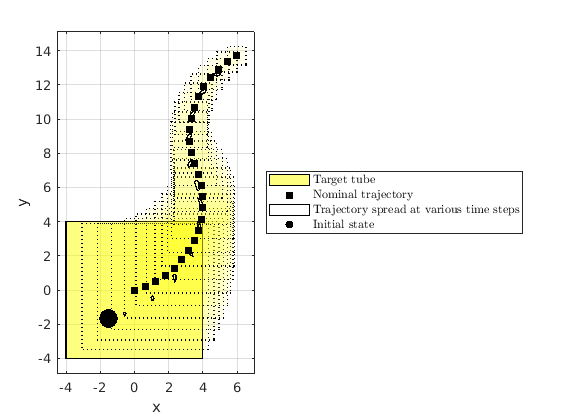 14
12
10
8
6
4
2
0
-2
-4
y
-4 -2 0 2 4 6
x
Target tube
Nominal trajectory
Trajectory spread at various time steps
Initial state